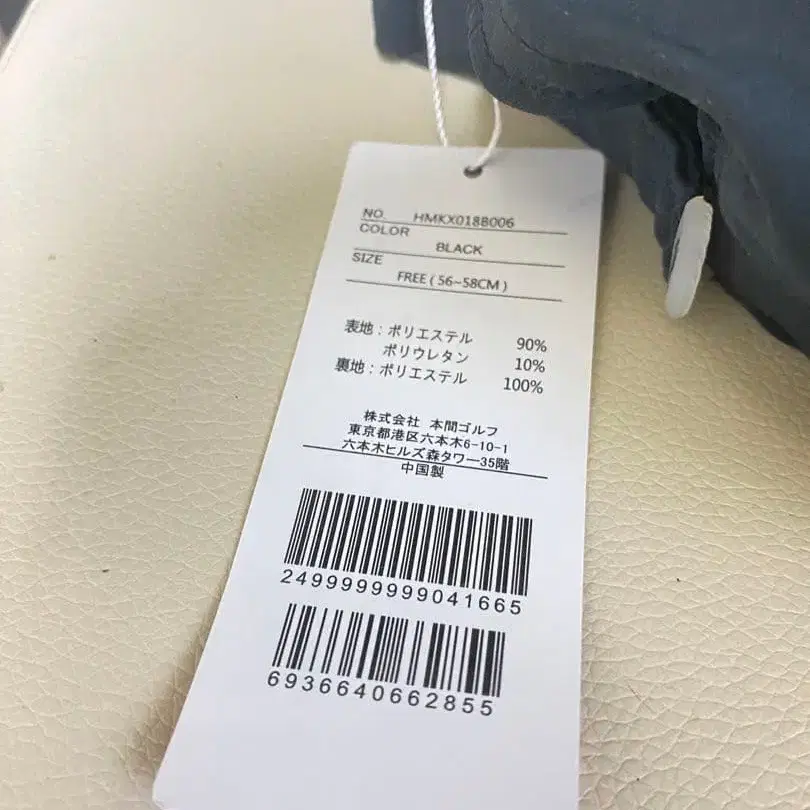 NO. HMKX018B006
COLOR
BLACK
SIZE
FREE ( 56~58CM )
表地 : ポリエステル 90%
ポリウレタン 10%
裏地 : ポリエステル 100%
株式会社 本間ゴルフ
東京都港区六本木6-10-1
六本木ヒルズ森タワー35階
中国製
2499999999041665
6936640662855